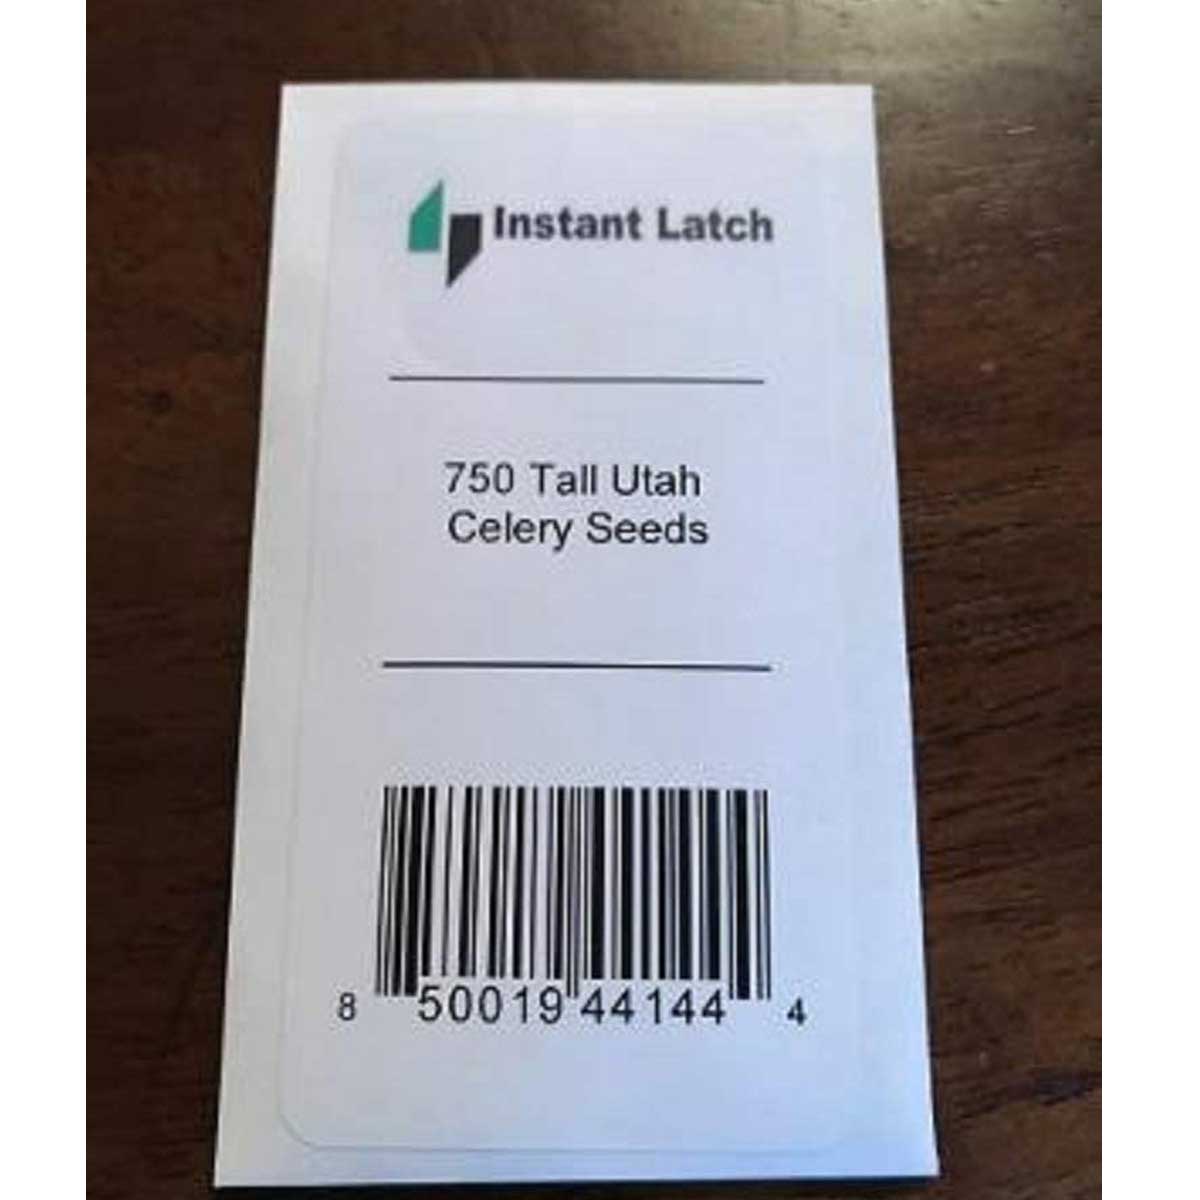 Instant Latch
750 Tall Utah
Celery Seeds
8 50019 44144 4